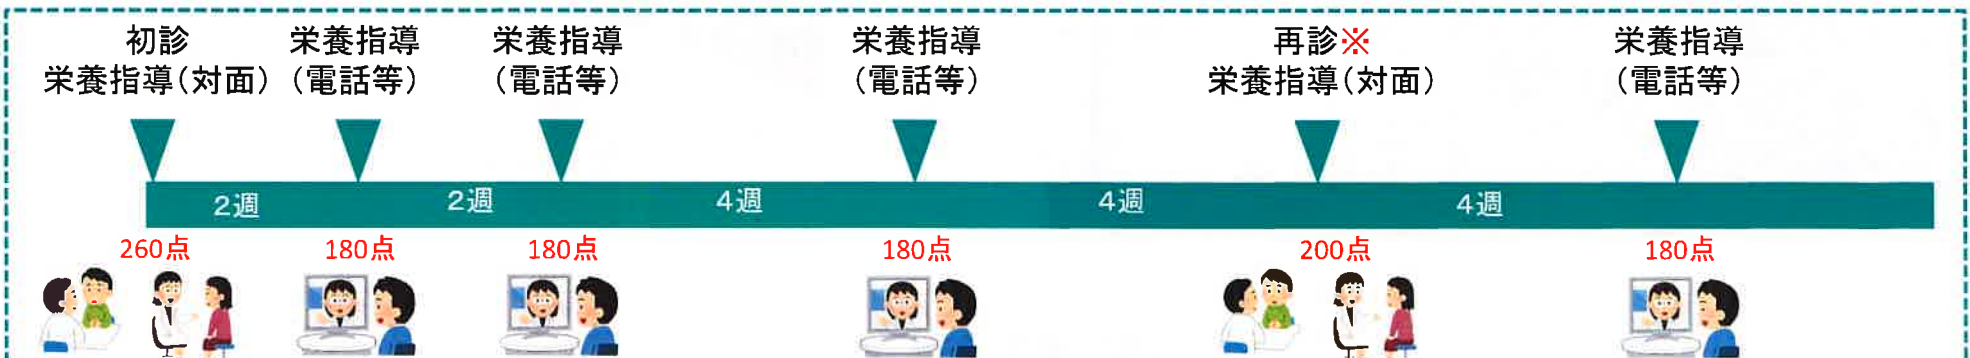 初診
栄養指導(対面)
栄養指導
(電話等)
栄養指導
(電話等)
栄養指導
(電話等)
再診※
栄養指導(対面)
栄養指導
(電話等)
2週
2週
4週
4週
4週
260点
180点
180点
180点
200点
180点